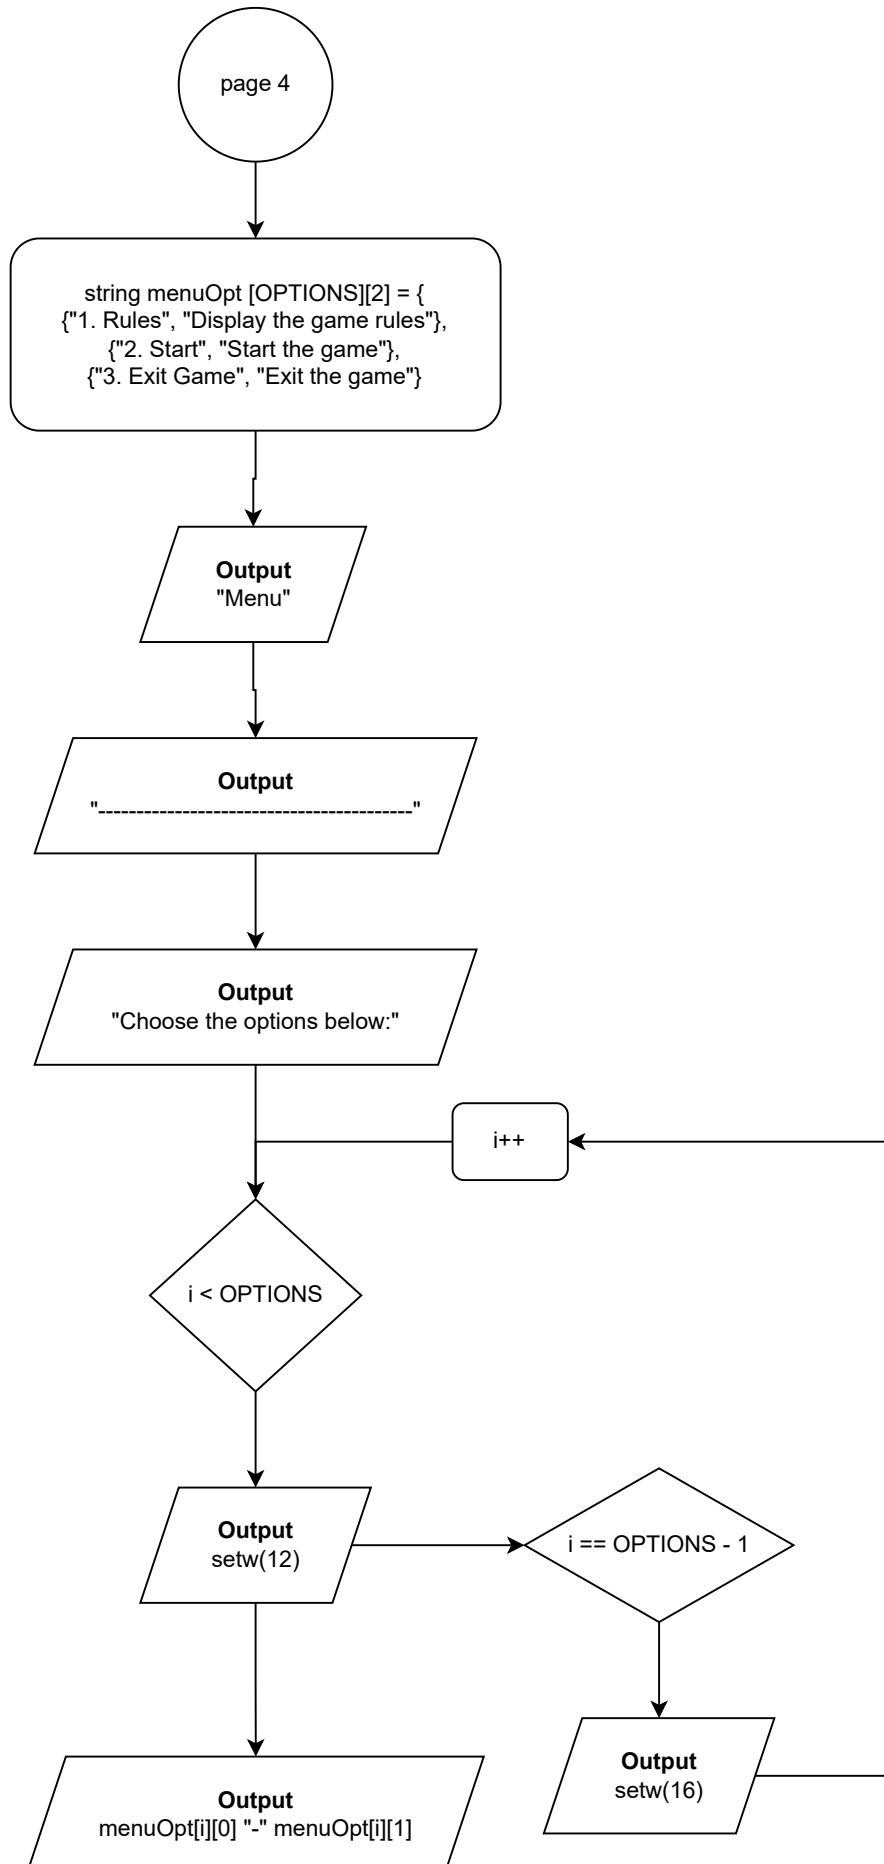 page 4
string menuOpt [OPTIONS][2] = {
{"1. Rules", "Display the game rules"},
{"2. Start", "Start the game"},
{"3. Exit Game", "Exit the game"}
Output
"Menu"
Output
"-----------------------------------------"
Output
"Choose the options below:"
i++
i < OPTIONS
Output
setw(12)
i == OPTIONS - 1
Output
setw(16)
Output
menuOpt[i][0] "-" menuOpt[i][1]